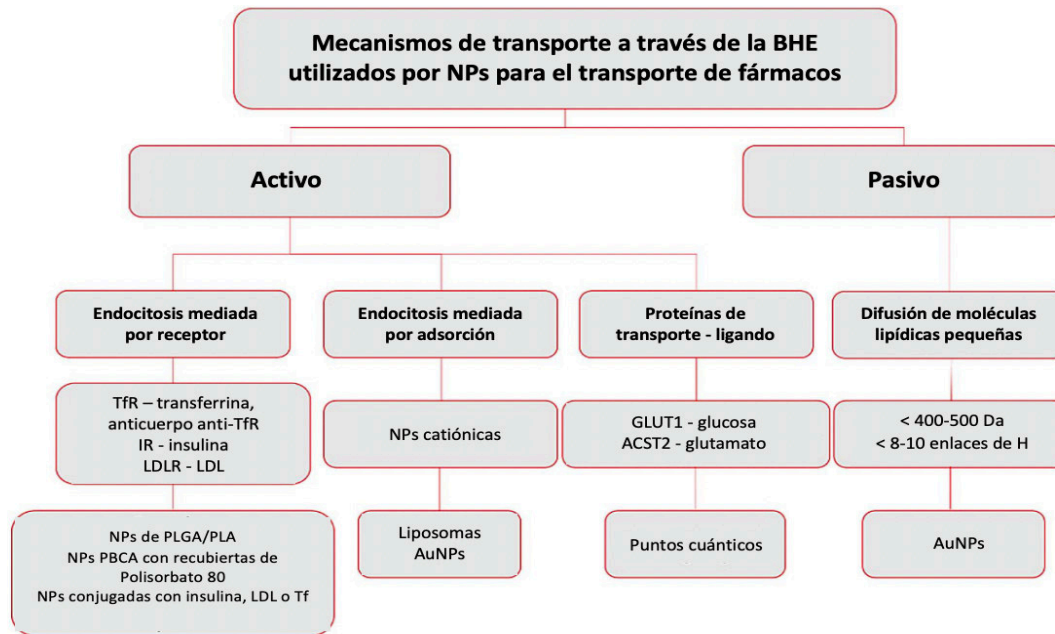 Mecanismos de transporte a través de la BHE
utilizados por NPs para el transporte de fármacos
Activo
Pasivo
Endocitosis mediada
por receptor
Endocitosis mediada
por adsorción
Proteínas de
transporte - ligando
Difusión de moléculas
lipídicas pequeñas
TfR – transferrina,
anticuerpo anti-TfR
IR - insulina
LDLR - LDL
NPs catiónicas
GLUT1 - glucosa
ACST2 - glutamato
< 400-500 Da
< 8-10 enlaces de H
NPs de PLGA/PLA
NPs PBCA con recubiertas de
Polisorbato 80
NPs conjugadas con insulina, LDL o Tf
Liposomas
AuNPs
Puntos cuánticos
AuNPs